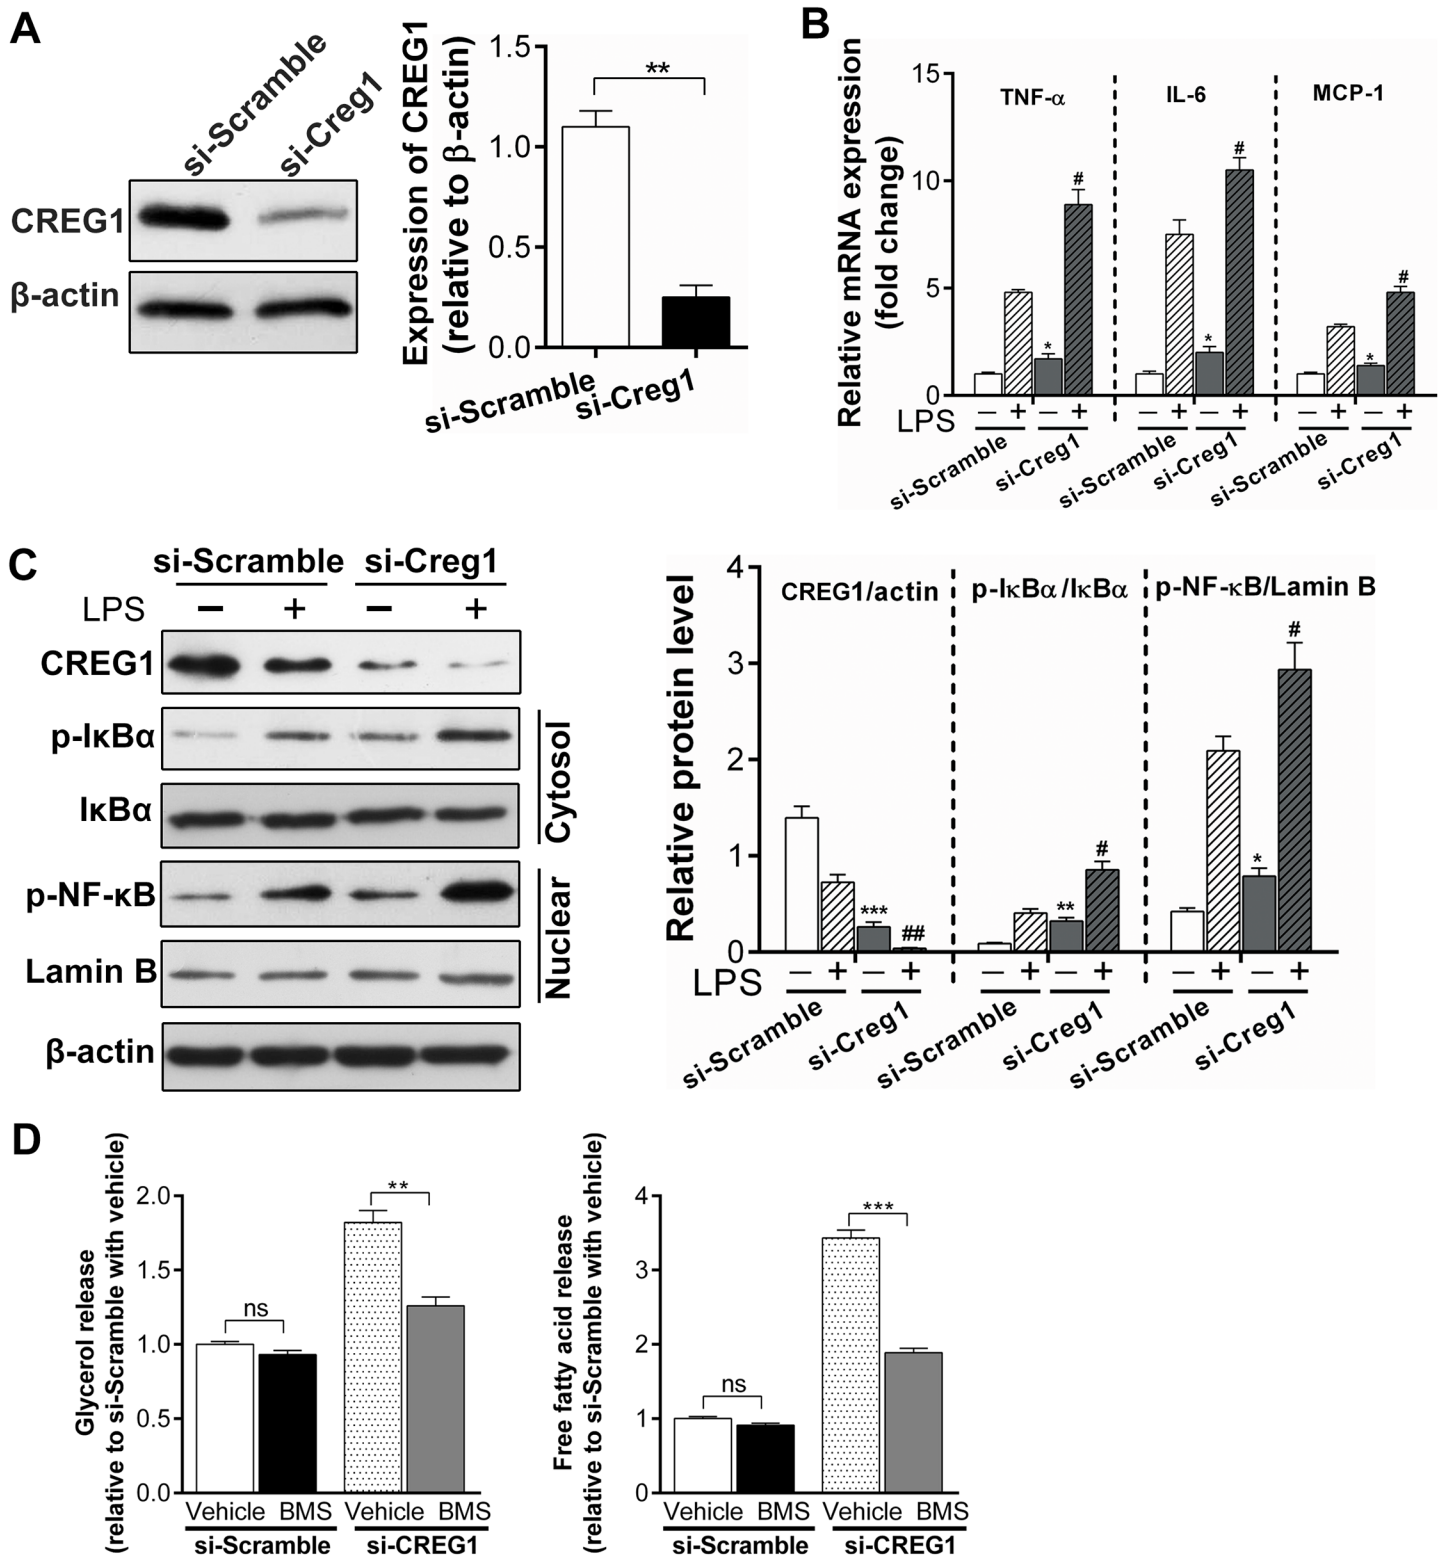 A
si-Scramble
si-Creg1
CREG1
β-actin
Expression of CREG1
(relative to β-actin)
1.5
1.0
0.5
0.0
**
si-Scramble
si-Creg1
B
Relative mRNA expression
(fold change)
15
10
5
0
TNF-α
IL-6
MCP-1
*
#
*
#
*
#
LPS
− + − + − + − + − + − +
si-Scramble
si-Creg1
si-Scramble
si-Creg1
si-Scramble
si-Creg1
C
si-Scramble si-Creg1
LPS − + − +
CREG1
p-IκBα
IκBα
Cytosol
p-NF-κB
Lamin B
Nuclear
β-actin
Relative protein level
4
3
2
1
0
CREG1/actin
p-IκBα/IκBα
p-NF-κB/Lamin B
***
##
**
#
*
#
LPS
− + − + − + − + − + − +
si-Scramble
si-Creg1
si-Scramble
si-Creg1
si-Scramble
si-Creg1
D
Glycerol release
(relative to si-Scramble with vehicle)
2.0
1.5
1.0
0.5
0.0
ns
**
Vehicle BMS Vehicle BMS
si-Scramble si-CREG1
Free fatty acid release
(relative to si-Scramble with vehicle)
4
3
2
1
0
ns
***
Vehicle BMS Vehicle BMS
si-Scramble si-CREG1